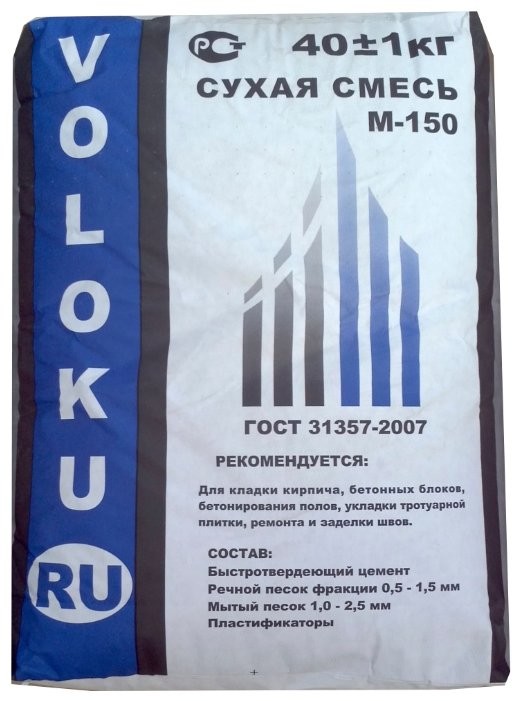 VOLOKU
RU
РСТ
40±1кг
СУХАЯ СМЕСЬ
М-150
ГОСТ 31357-2007
РЕКОМЕНДУЕТСЯ:
Для кладки кирпича, бетонных блоков,
бетонирования полов, укладки тротуарной
плитки, ремонта и заделки швов.
СОСТАВ:
Быстротвердеющий цемент
Речной песок фракции 0,5 - 1,5 мм
Мытый песок 1,0 - 2,5 мм
Пластификаторы